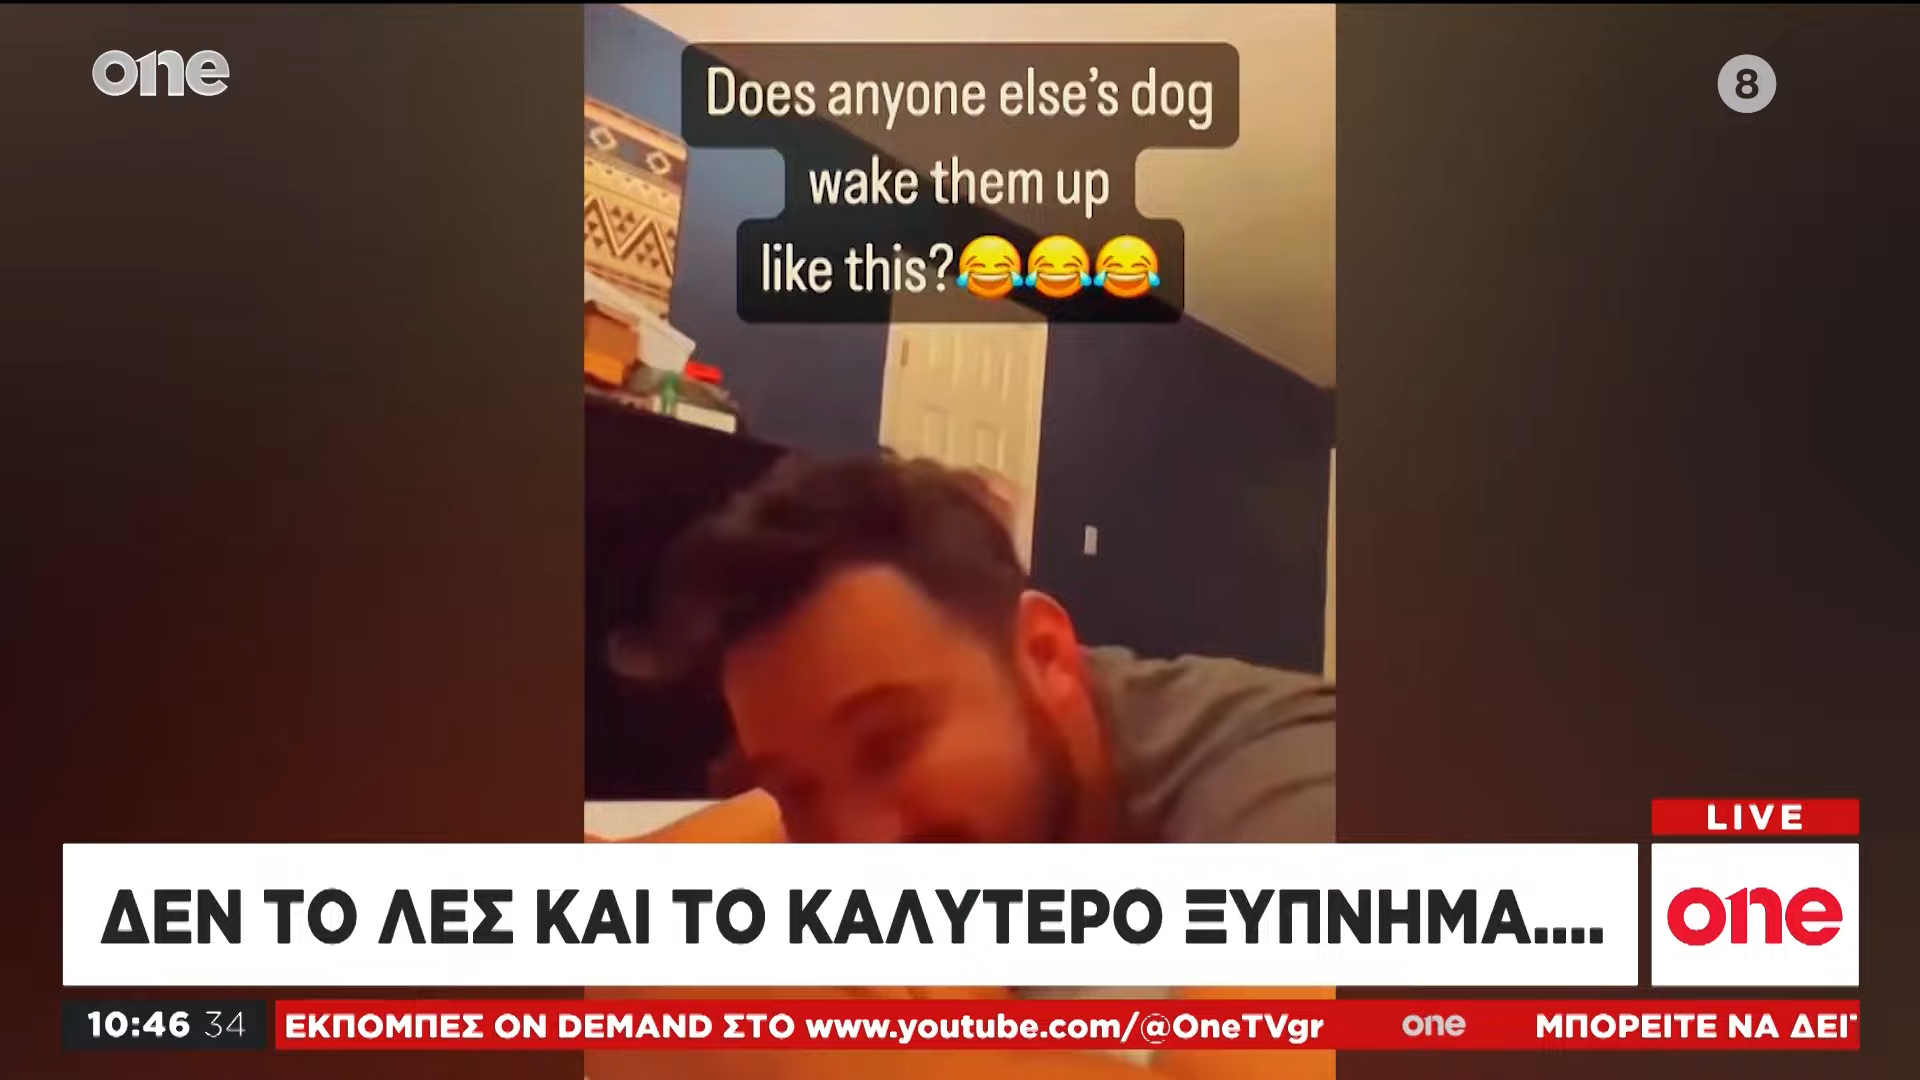 one
8
Does anyone else's dog
wake them up
like this?😂😂😂
LIVE
ΔΕΝ ΤΟ ΛΕΣ ΚΑΙ ΤΟ ΚΑΛΥΤΕΡΟ ΞΥΠΝΗΜΑ....
one
10:46 34
ΕΚΠΟΜΠΕΣ ON DEMAND ΣΤΟ www.youtube.com/@OneTVgr one ΜΠΟΡΕΙΤΕ ΝΑ ΔΕΙ